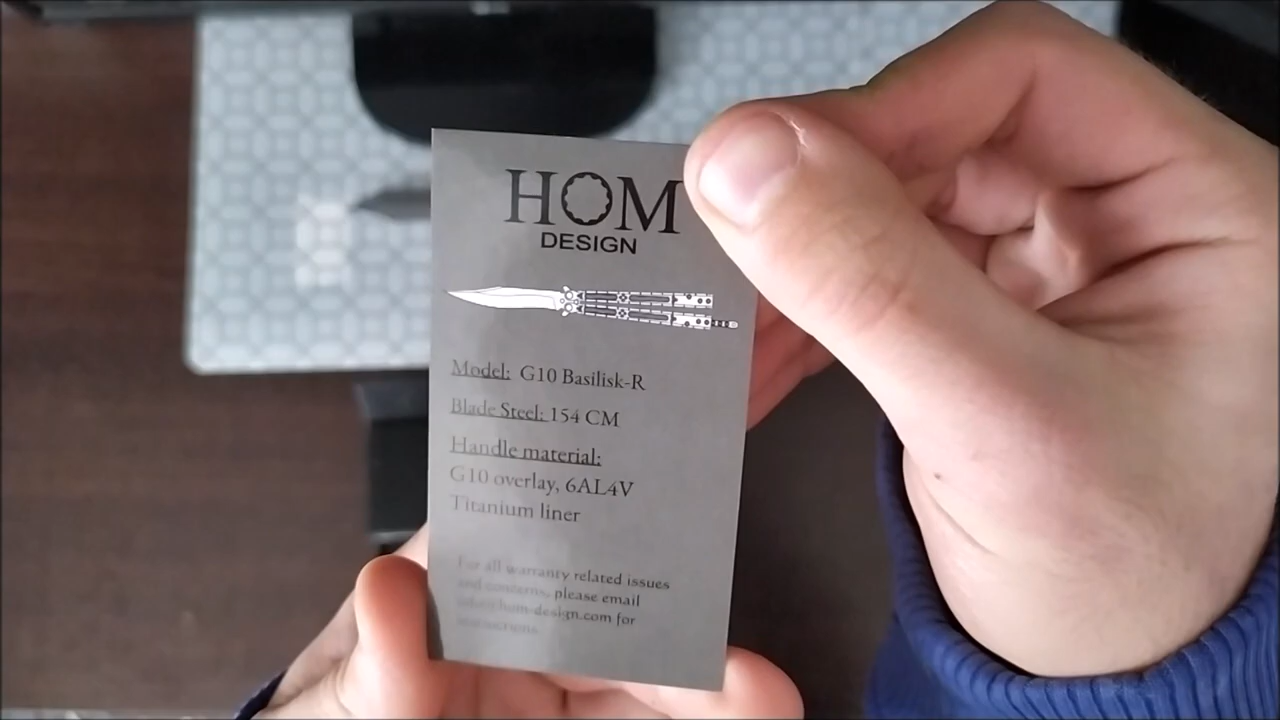 HOM
DESIGN
Model: G10 Basilisk-R
Blade Steel: 154 CM
Handle material:
G10 overlay, 6AL4V
Titanium liner
For all warranty related issues
and concerns, please email
hom-design.com for
instructions.